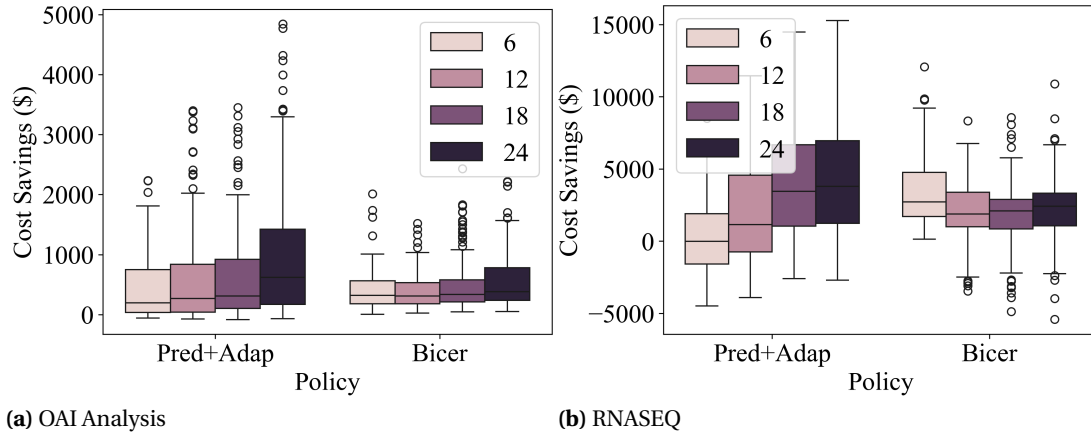 5000
4000
3000
2000
1000
0
Cost Savings ($)
6
12
18
24
Pred+Adap
Bicer
Policy
(a) OAI Analysis
15000
10000
5000
0
−5000
Cost Savings ($)
6
12
18
24
Pred+Adap
Bicer
Policy
(b) RNASEQ